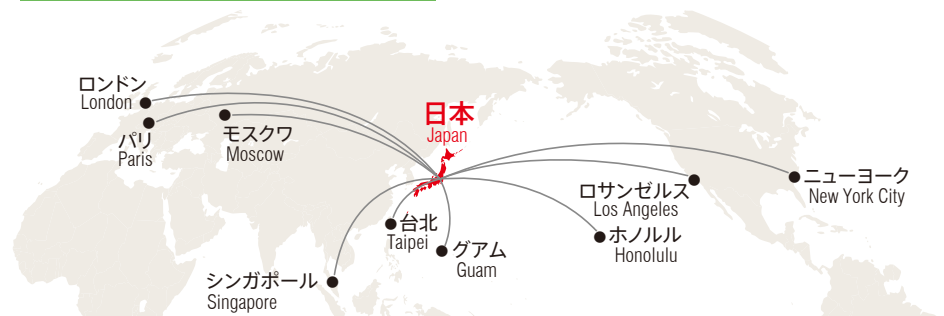 ロンドン
London
パリ
Paris
モスクワ
Moscow
日本
Japan
台北
Taipei
グアム
Guam
シンガポール
Singapore
ロサンゼルス
Los Angeles
ホノルル
Honolulu
ニューヨーク
New York City